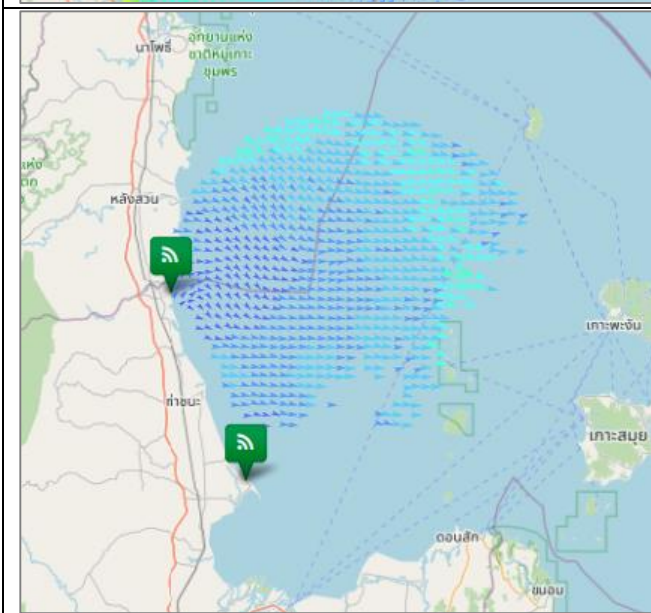 อุทยานแห่ง
ชาติหมู่เกาะ
ชุมพร
นาโพธิ์
หลังสวน
เกาะพะงัน
ท่าชนะ
เกาะสมุย
ดอนสัก
ขนอม